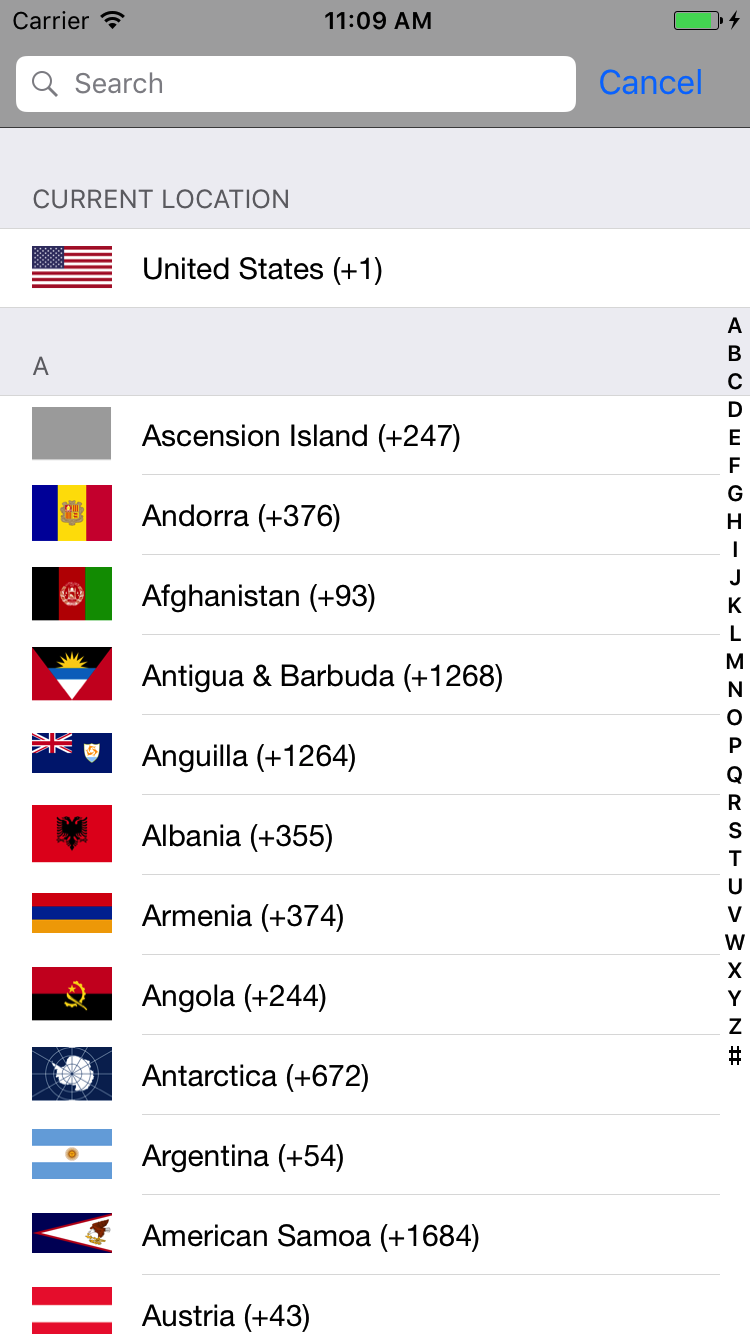 Carrier 11:09 AM
Search Cancel
CURRENT LOCATION
United States (+1)
A
Ascension Island (+247)
Andorra (+376)
Afghanistan (+93)
Antigua & Barbuda (+1268)
Anguilla (+1264)
Albania (+355)
Armenia (+374)
Angola (+244)
Antarctica (+672)
Argentina (+54)
American Samoa (+1684)
Austria (+43)
A
B
C
D
E
F
G
H
I
J
K
L
M
N
O
P
Q
R
S
T
U
V
W
X
Y
Z
#